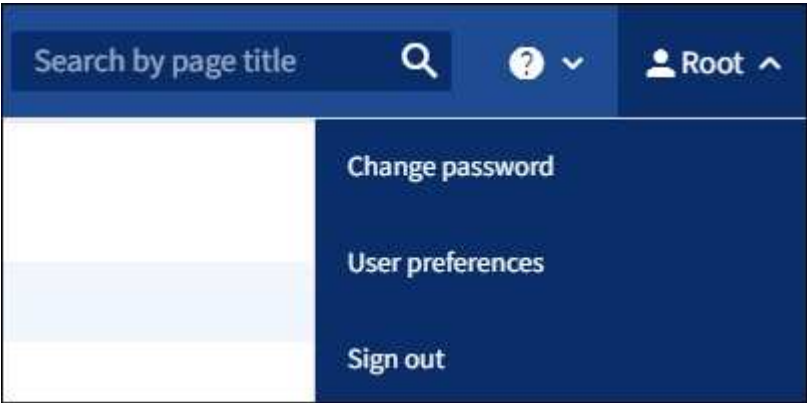 Search by page title
Root
Change password
User preferences
Sign out